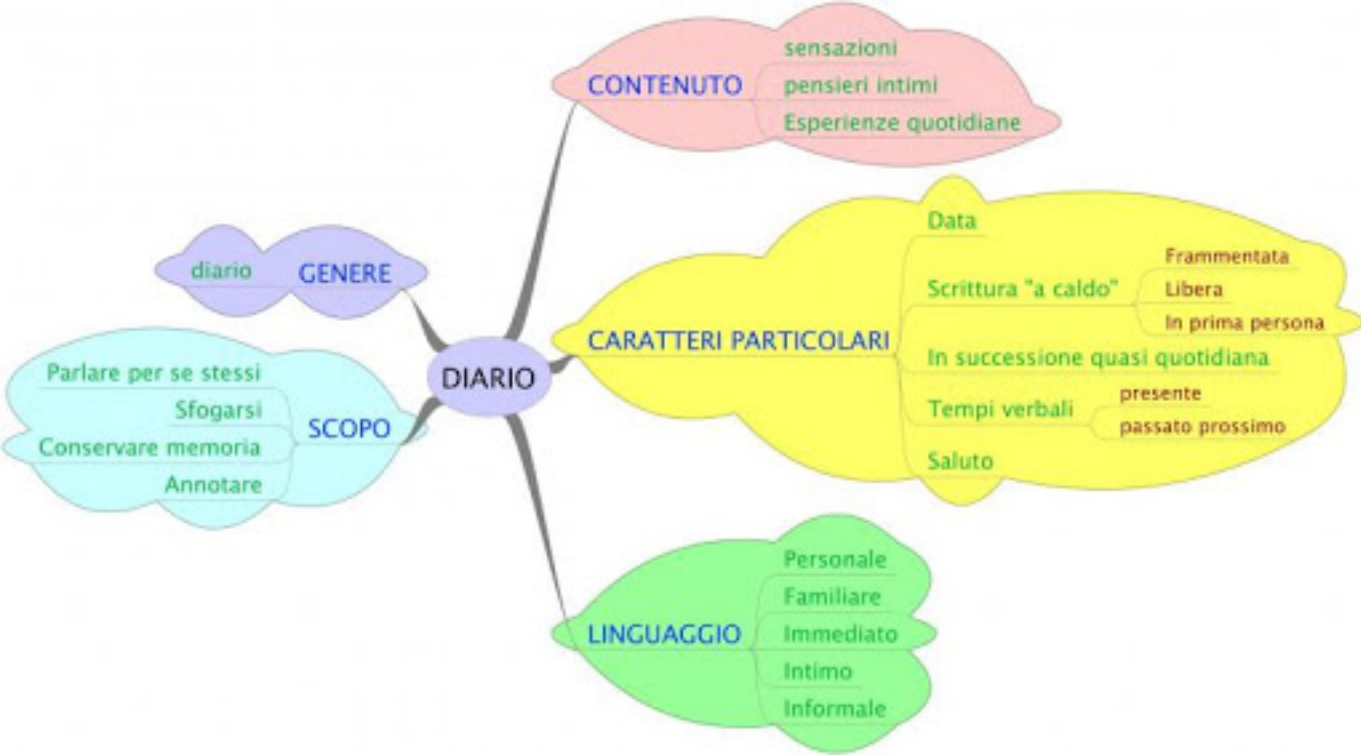 DIARIO
CONTENUTO
sensazioni
pensieri intimi
Esperienze quotidiane
CARATTERI PARTICOLARI
Data
Scrittura "a caldo"
Frammentata
Libera
In prima persona
In successione quasi quotidiana
Tempi verbali
presente
passato prossimo
Saluto
LINGUAGGIO
Personale
Familiare
Immediato
Intimo
Informale
GENERE
diario
SCOPO
Parlare per se stessi
Sfogarsi
Conservare memoria
Annotare